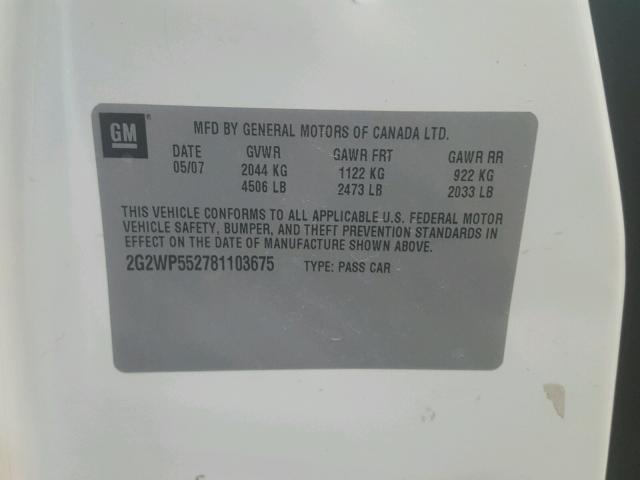 GM ® MFD BY GENERAL MOTORS OF CANADA LTD.
DATE GVWR GAWR FRT GAWR RR
05/07 2044 KG 1122 KG 922 KG
4506 LB 2473 LB 2033 LB
THIS VEHICLE CONFORMS TO ALL APPLICABLE U.S. FEDERAL MOTOR
VEHICLE SAFETY, BUMPER, AND THEFT PREVENTION STANDARDS IN
EFFECT ON THE DATE OF MANUFACTURE SHOWN ABOVE.
2G2WP552781103675 TYPE: PASS CAR